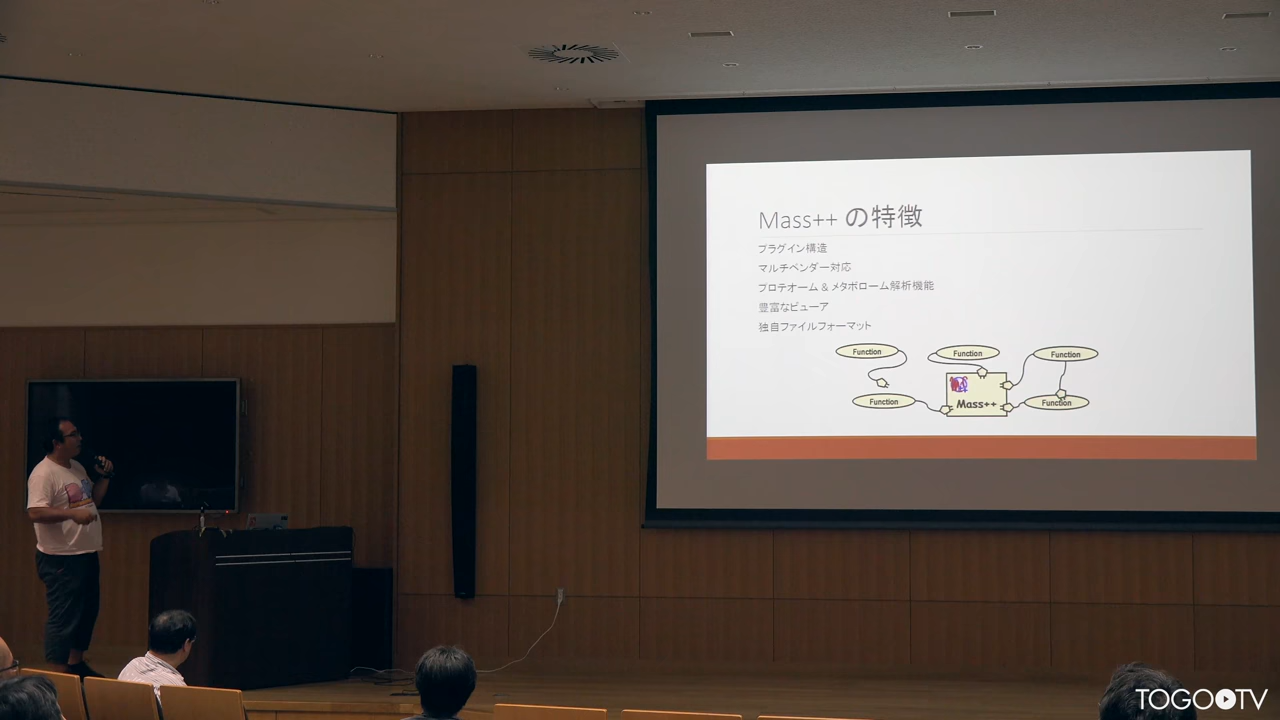 Mass++ の特徴
プラグイン構造
マルチベンダー対応
プロテオーム & メタボローム解析機能
豊富なビューア
独自ファイルフォーマット
Function
Function
Function
Function
Mass++
Function
TOGO TV